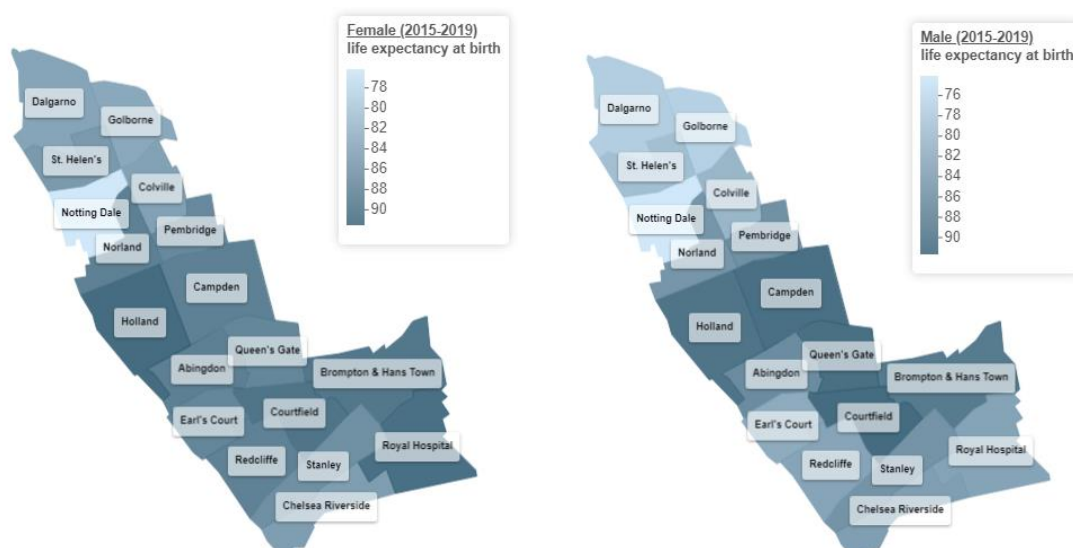 Female (2015-2019)
life expectancy at birth
78
80
82
84
86
88
90
Dalgarno
Golborne
St. Helen's
Colville
Notting Dale
Pembridge
Norland
Campden
Holland
Queen's Gate
Abingdon
Brompton & Hans Town
Earl's Court
Courtfield
Royal Hospital
Redcliffe
Stanley
Chelsea Riverside
Male (2015-2019)
life expectancy at birth
76
78
80
82
84
86
88
90
Dalgarno
Golborne
St. Helen's
Colville
Notting Dale
Pembridge
Norland
Campden
Holland
Queen's Gate
Abingdon
Brompton & Hans Town
Earl's Court
Courtfield
Royal Hospital
Redcliffe
Stanley
Chelsea Riverside